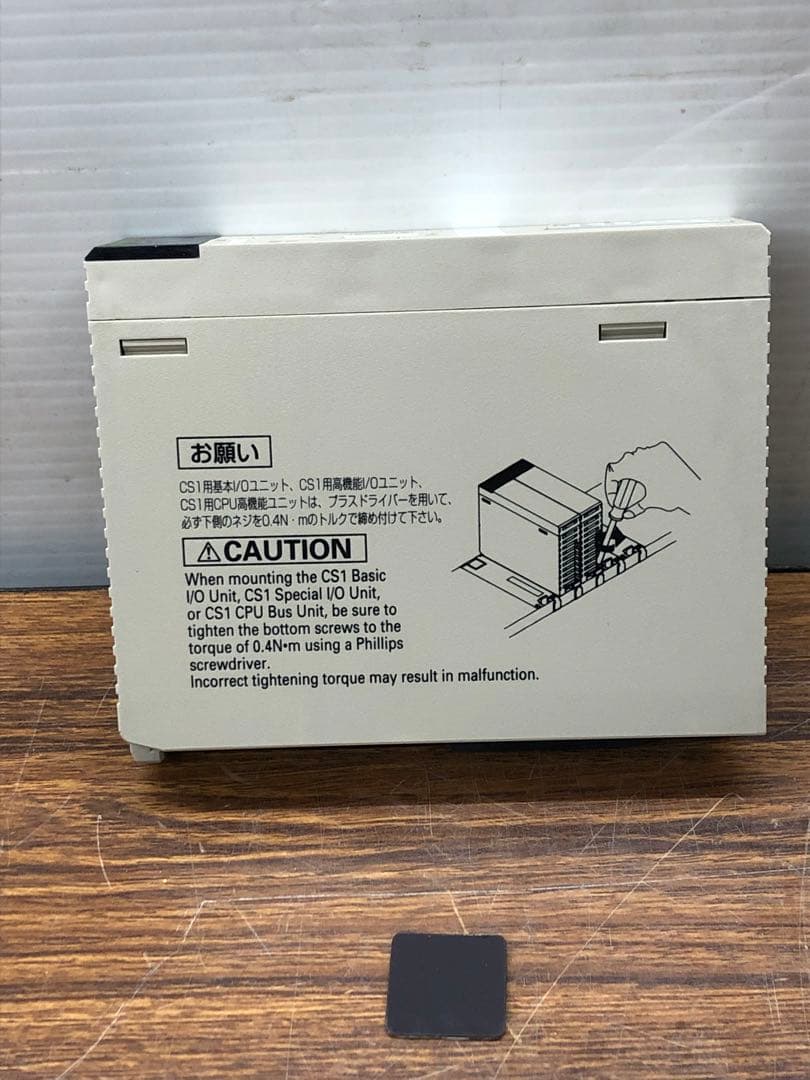 お願い
CS1用基本I/Oユニット、CS1用高機能I/Oユニット、
CS1用CPU高機能ユニットは、プラスドライバーを用いて、
必ず下側のネジを0.4N・mのトルクで締め付けて下さい。
CAUTION
When mounting the CS1 Basic
I/O Unit, CS1 Special I/O Unit,
or CS1 CPU Bus Unit, be sure to
tighten the bottom screws to the
torque of 0.4N•m using a Phillips
screwdriver.
Incorrect tightening torque may result in malfunction.